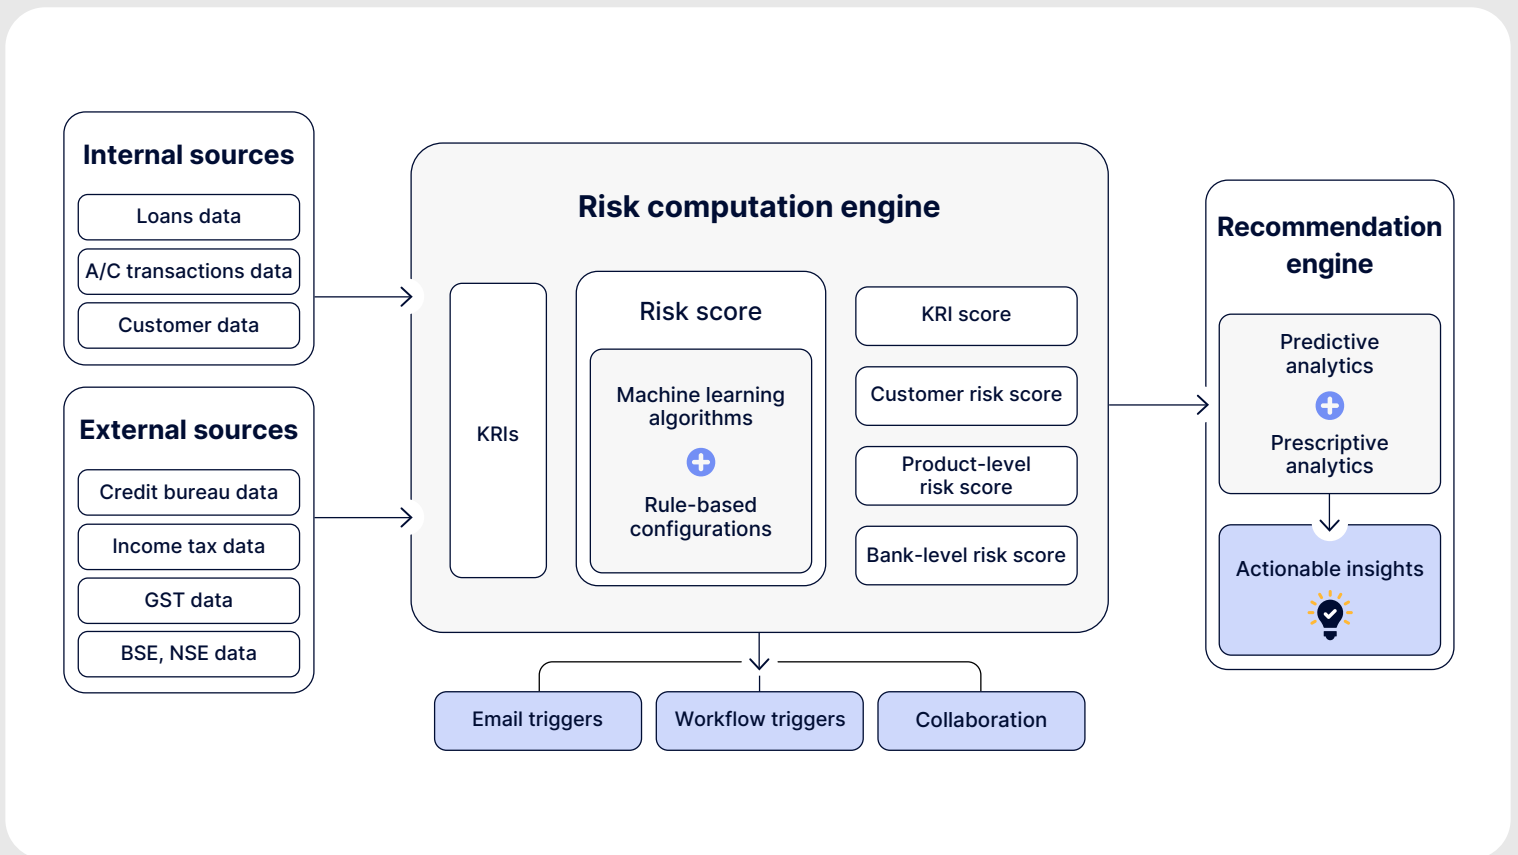 Internal sources
Loans data
A/C transactions data
Customer data
External sources
Credit bureau data
Income tax data
GST data
BSE, NSE data
Risk computation engine
KRIs
Risk score
Machine learning
algorithms
Rule-based
configurations
KRI score
Customer risk score
Product-level
risk score
Bank-level risk score
Email triggers
Workflow triggers
Collaboration
Recommendation
engine
Predictive
analytics
Prescriptive
analytics
Actionable insights